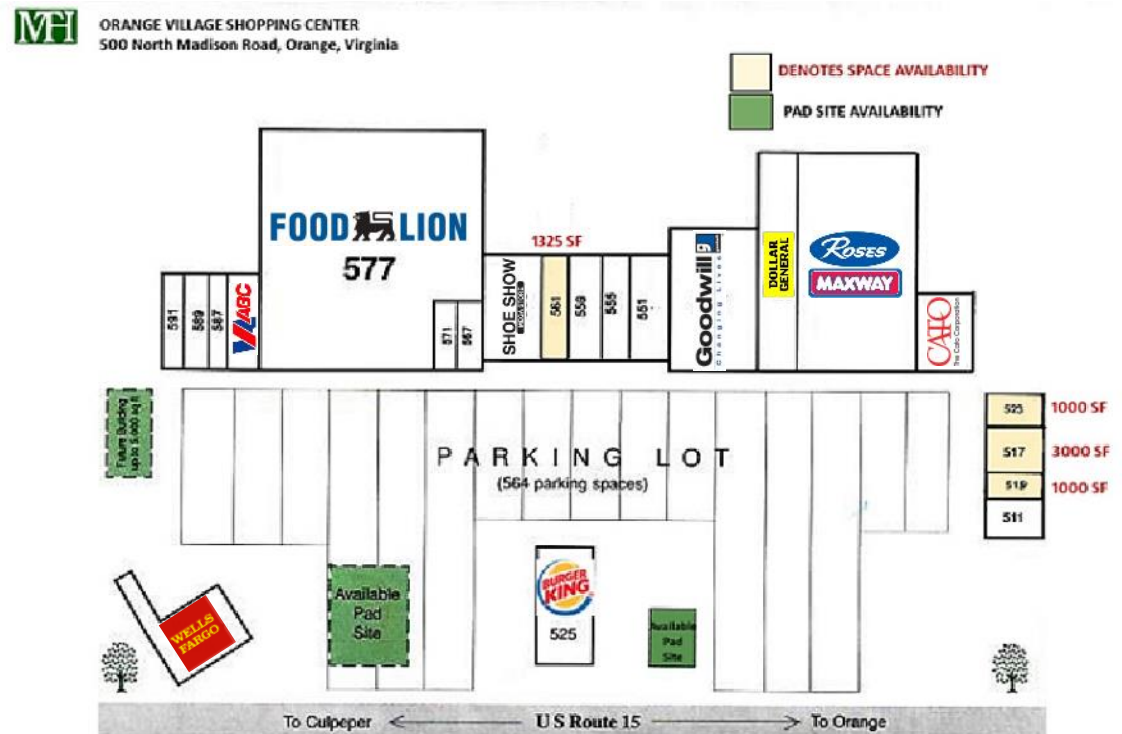 MFH
ORANGE VILLAGE SHOPPING CENTER
500 North Madison Road, Orange, Virginia
DENOTES SPACE AVAILABILITY
PAD SITE AVAILABILITY
FOOD LION
577
1325 SF
591
589
587
VA ABC
571
567
SHOE SHOW
561
559
555
551
Goodwill
Changing Lives
DOLLAR
GENERAL
ROSES
MAXWAY
CATO
The Cato Corporation
Future Building
up to 5,000 sq ft
PARKING LOT
(564 parking spaces)
523
1000 SF
517
3000 SF
1000 SF
511
WELLS
FARGO
Available
Pad
Site
BURGER
KING
525
Available
Pad
Site
To Culpeper
U S Route 15
To Orange